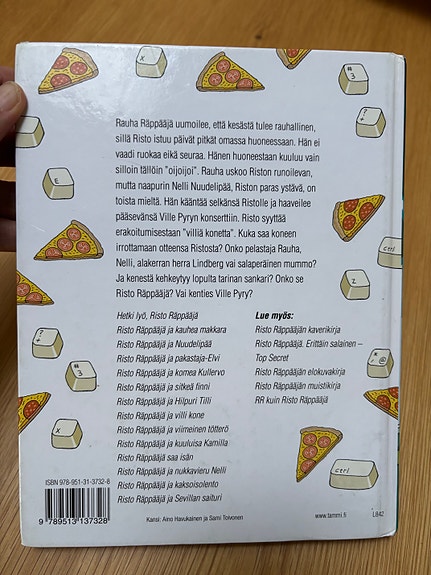 Rauha Räppääjä uumoilee, että kesästä tulee rauhallinen,
sillä Risto istuu päivät pitkät omassa huoneessaan. Hän ei
vaadi ruokaa eikä seuraa. Hänen huoneestaan kuuluu vain
silloin tällöin "oijoijoi". Rauha uskoo Riston runoilevan,
mutta naapurin Nelli Nuudelipää, Riston paras ystävä, on
toista mieltä. Hän kääntää selkänsä Ristolle ja haaveilee
pääsevänsä Ville Pyryn konserttiin. Risto syyttää
erakoitumisestaan "villiä konetta". Kuka saa koneen
irrottamaan otteensa Ristosta? Onko pelastaja Rauha,
Nelli, alakerran herra Lindberg vai salaperäinen mummo?
Ja kenestä kehkeytyy lopulta tarinan sankari? Onko se
Risto Räppääjä? Vai kenties Ville Pyry?
Hetki lyö, Risto Räppääjä
Risto Räppääjä ja kauhea makkara
Risto Räppääjä ja Nuudelipää
Risto Räppääjä ja pakastaja-Elvi
Risto Räppääjä ja komea Kullervo
Risto Räppääjä ja sitkeä finni
Risto Räppääjä ja Hilpuri Tilli
Risto Räppääjä ja villi kone
Risto Räppääjä ja viimeinen tötterö
Risto Räppääjä ja kuuluisa Kamilla
Risto Räppääjä saa isän
Risto Räppääjä ja nukkavieru Nelli
Risto Räppääjä ja kaksoisolento
Risto Räppääjä ja Sevillan saituri
Lue myös:
Risto Räppääjän kaverikirja
Risto Räppääjä. Erittäin salainen –
Top Secret
Risto Räppääjän elokuvakirja
Risto Räppääjän muistikirja
RR kuin Risto Räppääjä
ISBN 978-951-31-3732-8
9 789513 137328
Kansi: Aino Havukainen ja Sami Toivonen
www.tammi.fi
L842
#
3
x
?
+
E
ctrl
Z
x
@
?
+
#
3
x
ctrl